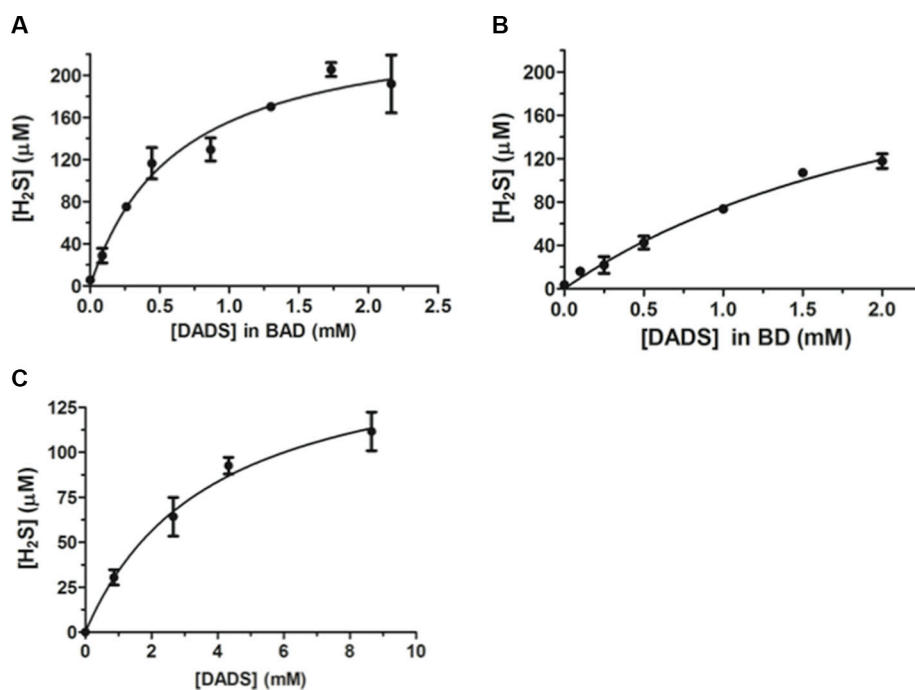 A
[H₂S] (μM)
200
160
120
80
40
0
0.0 0.5 1.0 1.5 2.0 2.5
[DADS] in BAD (mM)
B
[H₂S] (μM)
200
160
120
80
40
0
0.0 0.5 1.0 1.5 2.0
[DADS] in BD (mM)
C
[H₂S] (μM)
125
100
75
50
25
0
0 2 4 6 8 10
[DADS] (mM)